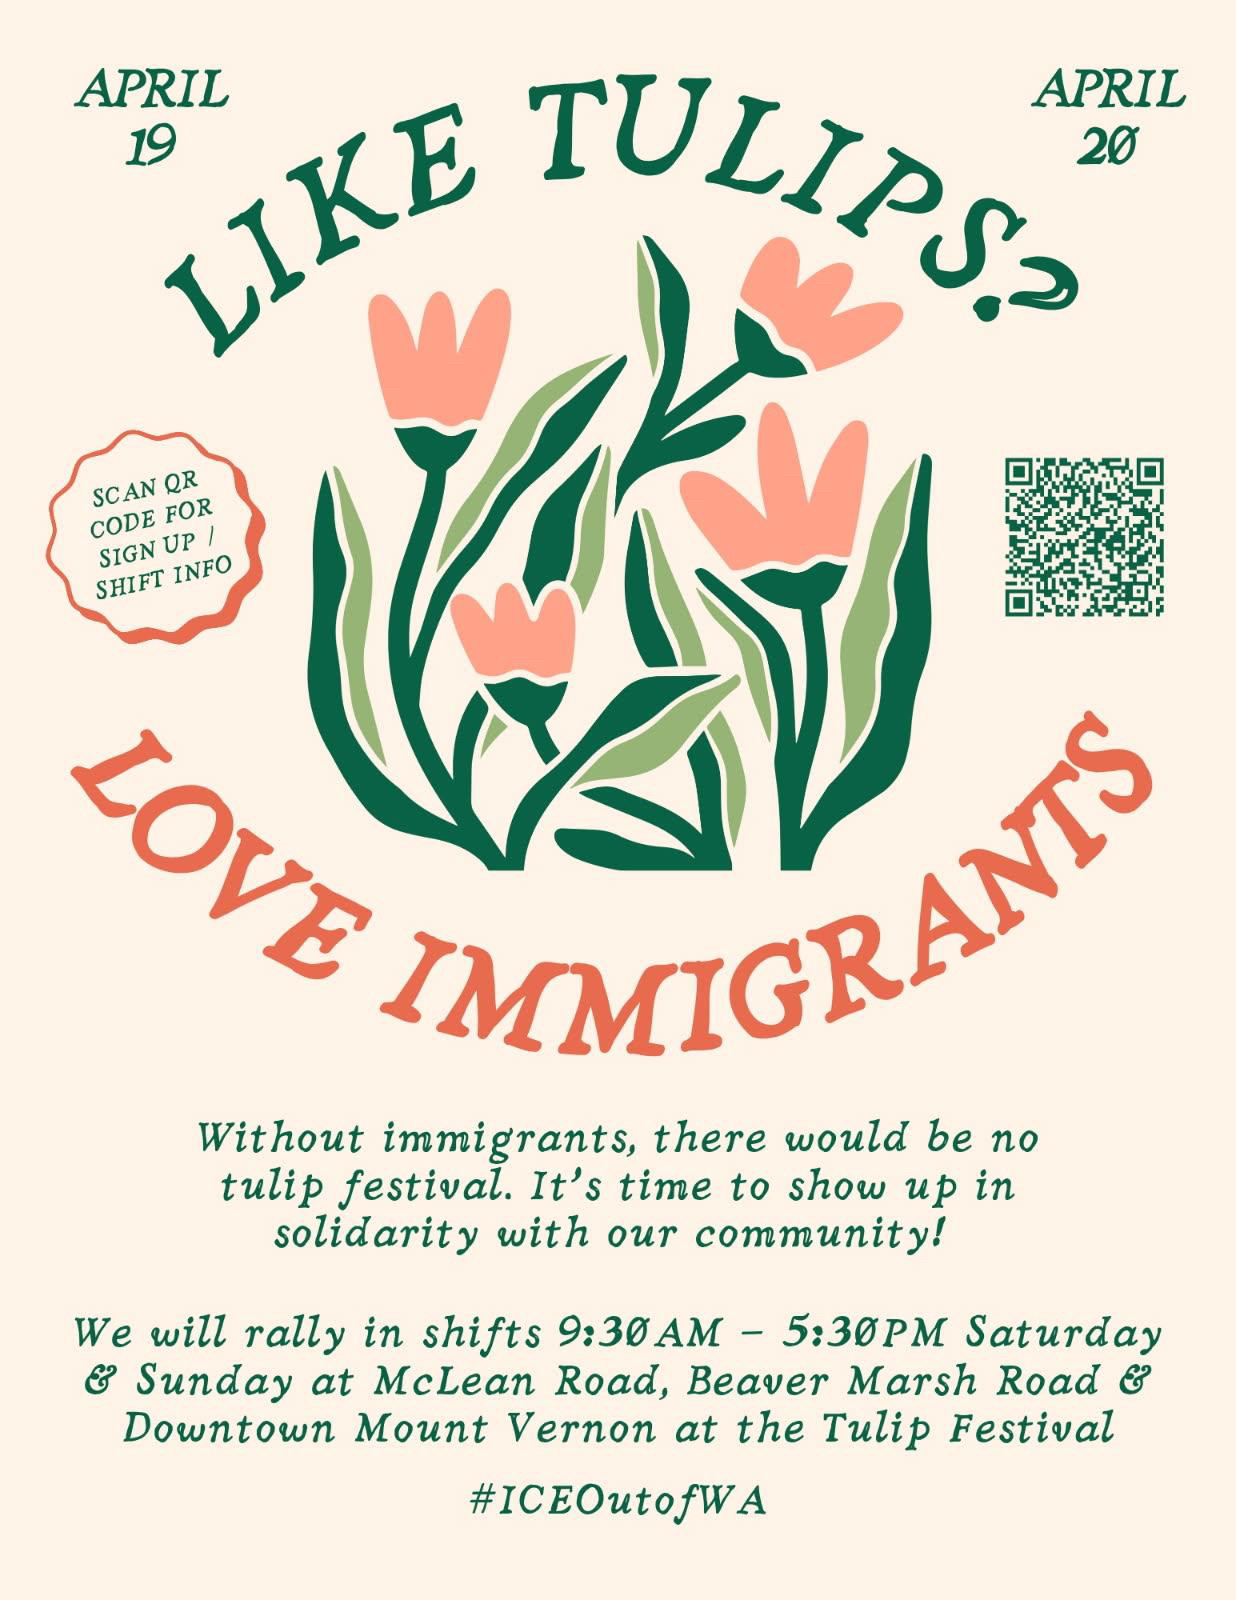 APRIL
19
APRIL
20
LIKE TULIPS?
SCAN QR
CODE FOR
SIGN UP /
SHIFT INFO
LOVE IMMIGRANTS
Without immigrants, there would be no
tulip festival. It's time to show up in
solidarity with our community!
We will rally in shifts 9:30AM – 5:30PM Saturday
& Sunday at McLean Road, Beaver Marsh Road &
Downtown Mount Vernon at the Tulip Festival
#ICEOutofWA